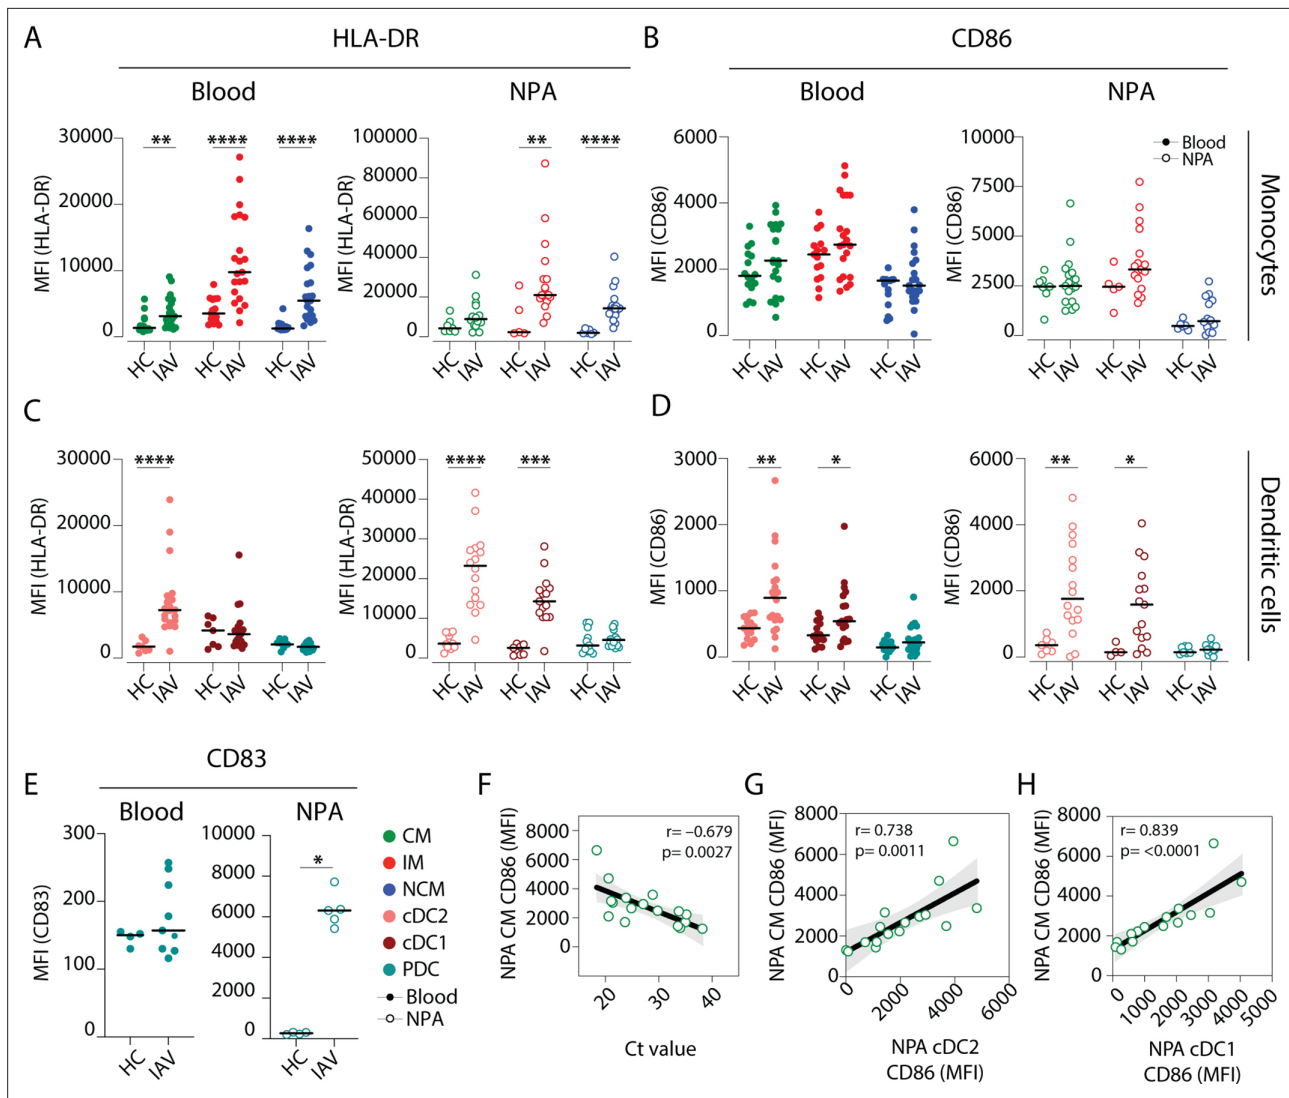 A
HLA-DR
B
CD86
Blood
NPA
Blood
NPA
30000
20000
10000
0
MFI (HLA-DR)
**
****
****
HC
IAV
HC
IAV
HC
IAV
100000
80000
60000
40000
20000
0
MFI (HLA-DR)
**
****
HC
IAV
HC
IAV
HC
IAV
6000
4000
2000
0
MFI (CD86)
HC
IAV
HC
IAV
HC
IAV
10000
7500
5000
2500
0
MFI (CD86)
Blood
NPA
HC
IAV
HC
IAV
HC
IAV
Monocytes
C
D
30000
20000
10000
0
MFI (HLA-DR)
****
HC
IAV
HC
IAV
HC
IAV
50000
40000
30000
20000
10000
0
MFI (HLA-DR)
****
***
HC
IAV
HC
IAV
HC
IAV
3000
2000
1000
0
MFI (CD86)
**
*
HC
IAV
HC
IAV
HC
IAV
6000
4000
2000
0
MFI (CD86)
**
*
HC
IAV
HC
IAV
HC
IAV
Dendritic cells
E
CD83
Blood
NPA
300
150
0
MFI (CD83)
HC
IAV
10000
8000
6000
4000
2000
0
*
HC
IAV
CM
IM
NCM
cDC2
cDC1
PDC
Blood
NPA
F
NPA CM CD86 (MFI)
8000
6000
4000
2000
0
r= –0.679
p= 0.0027
20
30
40
Ct value
G
NPA CM CD86 (MFI)
8000
6000
4000
2000
0
r= 0.738
p= 0.0011
0
2000
4000
6000
NPA cDC2
CD86 (MFI)
H
NPA CM CD86 (MFI)
8000
6000
4000
2000
0
r= 0.839
p= <0.0001
0
1000
2000
3000
4000
5000
NPA cDC1
CD86 (MFI)